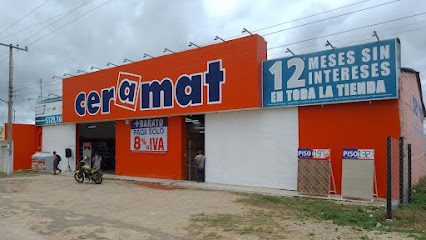 ceramat
12 MESES SIN
INTERESES
EN TODA LA TIENDA
+BARATO
PAGA SOLO
8% IVA
PISO
PISO